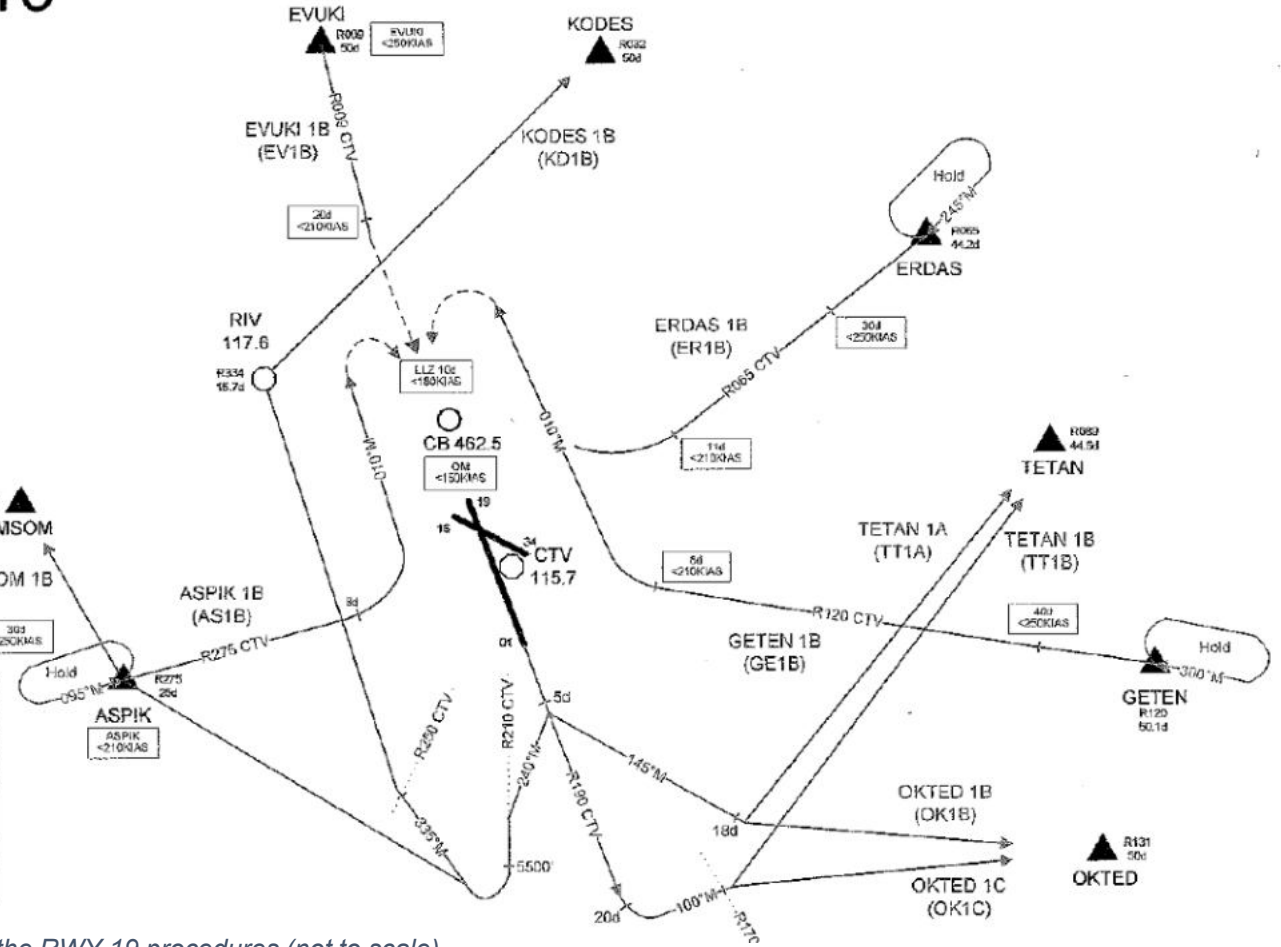 EVUKI
R009
50d
EVUKI
<250KIAS
KODES
R032
50d
R009 CTV
EVUKI 1B
(EV1B)
KODES 1B
(KD1B)
20d
<210KIAS
Hold
245°M
R065
44.2d
ERDAS
RIV
117.6
R334
16.7d
ERDAS 1B
(ER1B)
30d
<250KIAS
R065 CTV
LLZ 10d
<180KIAS
CB 462.5
OM
<150KIAS
010°M
010°M
11d
<210KIAS
R083
TETAN
MSOM
19
16
34
CTV
115.7
TETAN 1A
(TT1A)
TETAN 1B
(TT1B)
OM 1B
ASPIK 1B
(AS1B)
<210KIAS
R120 CTV
40d
<250KIAS
30d
250KIAS
R275 CTV
01
GETEN 1B
(GE1B)
Hold
300°M
Hold
095°M
R275
25d
ASPIK
ASPIK
<210KIAS
GETEN
R120
50.1d
R250 CTV
R210 CTV
5d
240°M
145°M
R190 CTV
OKTED 1B
(OK1B)
18d
335°M
5500'
R131
50d
OKTED
100°M
20d
R170
OKTED 1C
(OK1C)
the RWY 19 procedures (not to scale)